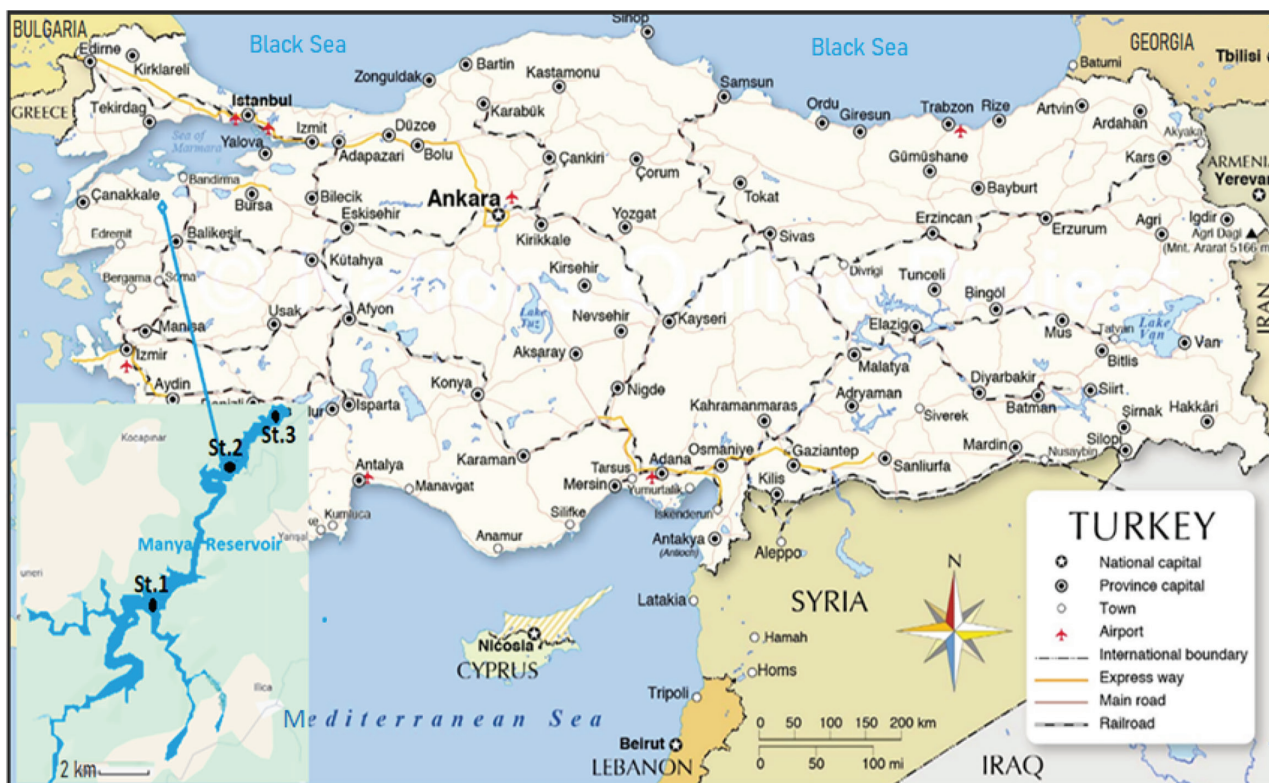 BULGARIA
Black Sea
Black Sea
GEORGIA
Tbilisi
Sinop
Batumi
Edirne
Kirklareli
Zonguldak
Bartin
Kastamonu
Samsun
GREECE
Tekirdag
Istanbul
Karabük
Ordu
Giresun
Trabzon
Rize
Artvin
Ardahan
Akyaka
Sea of
Marmara
Yalova
Izmit
Adapazari
Düzce
Bolu
Çankiri
Çorum
Tokat
Gümüshane
Bayburt
Kars
ARMENIA
Yerevan
Bandirma
Çanakkale
Bursa
Bilecik
Eskisehir
Ankara
Kirikkale
Yozgat
Sivas
Erzincan
Erzurum
Agri
Igdir
Agri Dagi
(Mnt. Ararat 5166 m
Edremit
Balikeşir
Kütahya
Kirsehir
Divrigi
Tunceli
Bingöl
IRAN
Bergama
Soma
Usak
Afyon
Lake
Tuz
Nevsehir
Kayseri
Elazig
Mus
Tatvan
Lake
Van
Van
Manisa
Izmir
Aksaray
Malatya
Bitlis
Aydin
Konya
Nigde
Adryaman
Diyarbakir
Batman
Siirt
Isparta
Kahramanmaras
Siverek
Sirnak
Hakkâri
Kocapınar
St.3
St.2
Antalya
Manavgat
Karaman
Tarsus
Mersin
Adana
Osmaniye
Gaziantep
Sanliurfa
Mardin
Nusaybin
Silopi
Yumurtalik
Kilis
Kumluca
Silifke
Iskenderun
Anamur
Antakya
(Antioch)
Aleppo
Manyas Reservoir
St.1
uneri
Ilica
2 km
Latakia
SYRIA
Nicosia
CYPRUS
Hamah
Homs
Tripoli
Mediterranean Sea
Beirut
LEBANON
0 50 100 150 200 km
0 50 100 mi
IRAQ
N
TURKEY
National capital
Province capital
Town
Airport
International boundary
Express way
Main road
Railroad